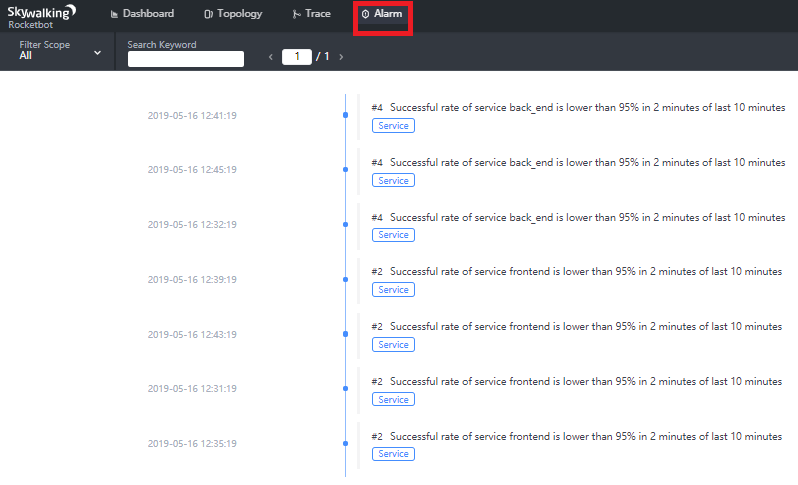 Skywalking
Rocketbot
Dashboard
Topology
Trace
Alarm
Filter Scope
All
Search Keyword
1 / 1
2019-05-16 12:41:19
#4 Successful rate of service back_end is lower than 95% in 2 minutes of last 10 minutes
Service
2019-05-16 12:45:19
#4 Successful rate of service back_end is lower than 95% in 2 minutes of last 10 minutes
Service
2019-05-16 12:32:19
#4 Successful rate of service back_end is lower than 95% in 2 minutes of last 10 minutes
Service
2019-05-16 12:39:19
#2 Successful rate of service frontend is lower than 95% in 2 minutes of last 10 minutes
Service
2019-05-16 12:43:19
#2 Successful rate of service frontend is lower than 95% in 2 minutes of last 10 minutes
Service
2019-05-16 12:31:19
#2 Successful rate of service frontend is lower than 95% in 2 minutes of last 10 minutes
Service
2019-05-16 12:35:19
#2 Successful rate of service frontend is lower than 95% in 2 minutes of last 10 minutes
Service